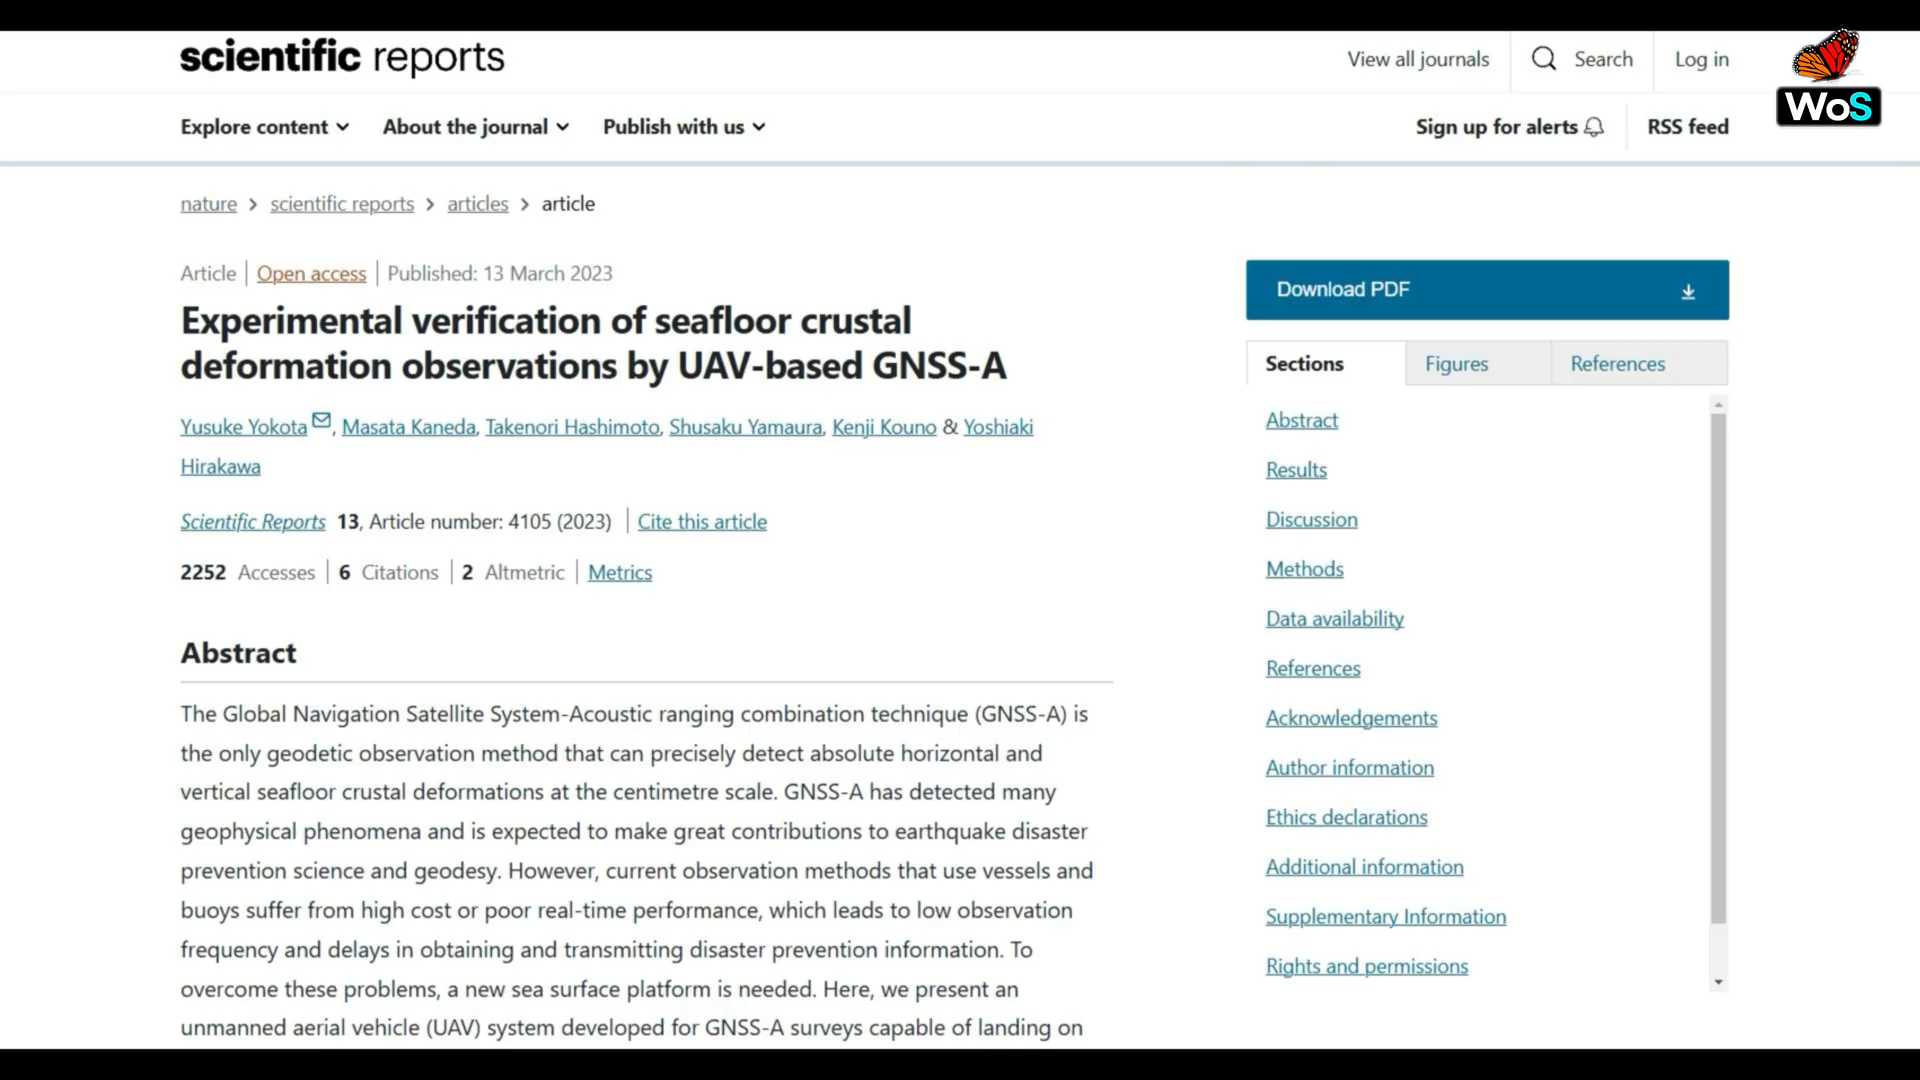 scientific reports
View all journals
Search
Log in
WoS
Explore content
About the journal
Publish with us
Sign up for alerts
RSS feed
nature > scientific reports > articles > article
Article | Open access | Published: 13 March 2023
Experimental verification of seafloor crustal
deformation observations by UAV-based GNSS-A
Yusuke Yokota, Masata Kaneda, Takenori Hashimoto, Shusaku Yamaura, Kenji Kouno & Yoshiaki
Hirakawa
Scientific Reports 13, Article number: 4105 (2023) | Cite this article
2252 Accesses | 6 Citations | 2 Altmetric | Metrics
Abstract
The Global Navigation Satellite System-Acoustic ranging combination technique (GNSS-A) is
the only geodetic observation method that can precisely detect absolute horizontal and
vertical seafloor crustal deformations at the centimetre scale. GNSS-A has detected many
geophysical phenomena and is expected to make great contributions to earthquake disaster
prevention science and geodesy. However, current observation methods that use vessels and
buoys suffer from high cost or poor real-time performance, which leads to low observation
frequency and delays in obtaining and transmitting disaster prevention information. To
overcome these problems, a new sea surface platform is needed. Here, we present an
unmanned aerial vehicle (UAV) system developed for GNSS-A surveys capable of landing on
Download PDF
Sections
Figures
References
Abstract
Results
Discussion
Methods
Data availability
References
Acknowledgements
Author information
Ethics declarations
Additional information
Supplementary Information
Rights and permissions